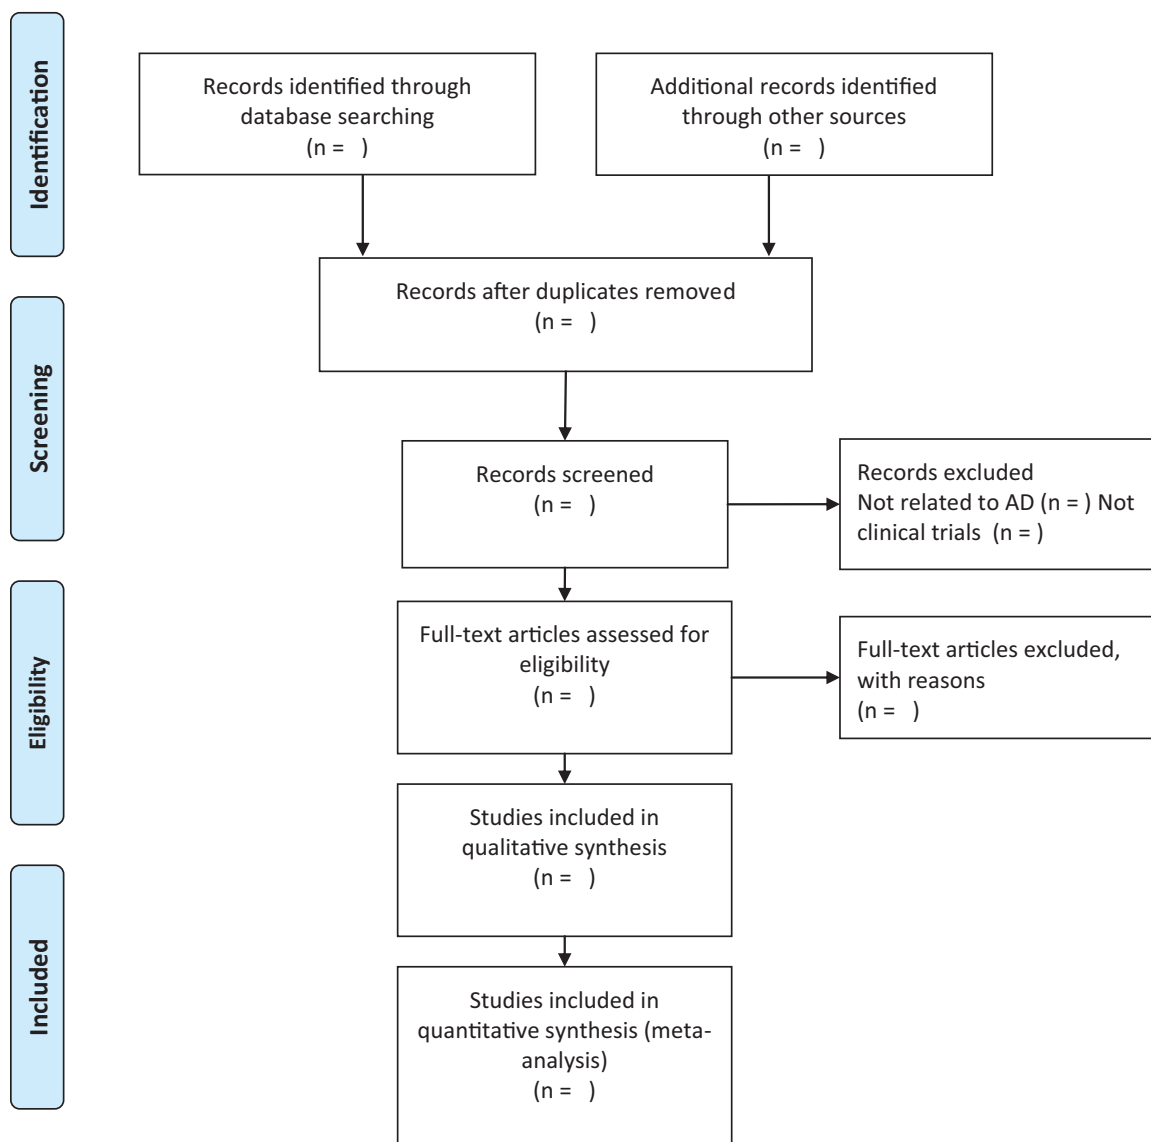 Identification
Records identified through
database searching
(n =   )
Additional records identified
through other sources
(n =   )
Screening
Records after duplicates removed
(n =   )
Records screened
(n =   )
Records excluded
Not related to AD (n = ) Not
clinical trials  (n = )
Eligibility
Full-text articles assessed for
eligibility
(n =   )
Full-text articles excluded,
with reasons
(n =   )
Studies included in
qualitative synthesis
(n =   )
Included
Studies included in
quantitative synthesis (meta-
analysis)
(n =   )